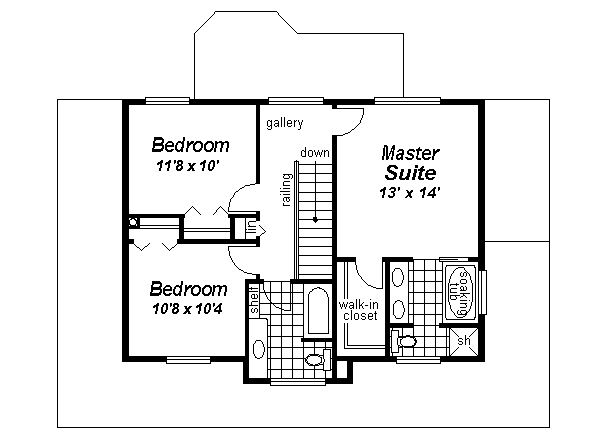 gallery
Bedroom
11'8 x 10'
down
Master
Suite
13' x 14'
railing
lin
Bedroom
10'8 x 10'4
shelf
walk-in
closet
soaking
tub
sh